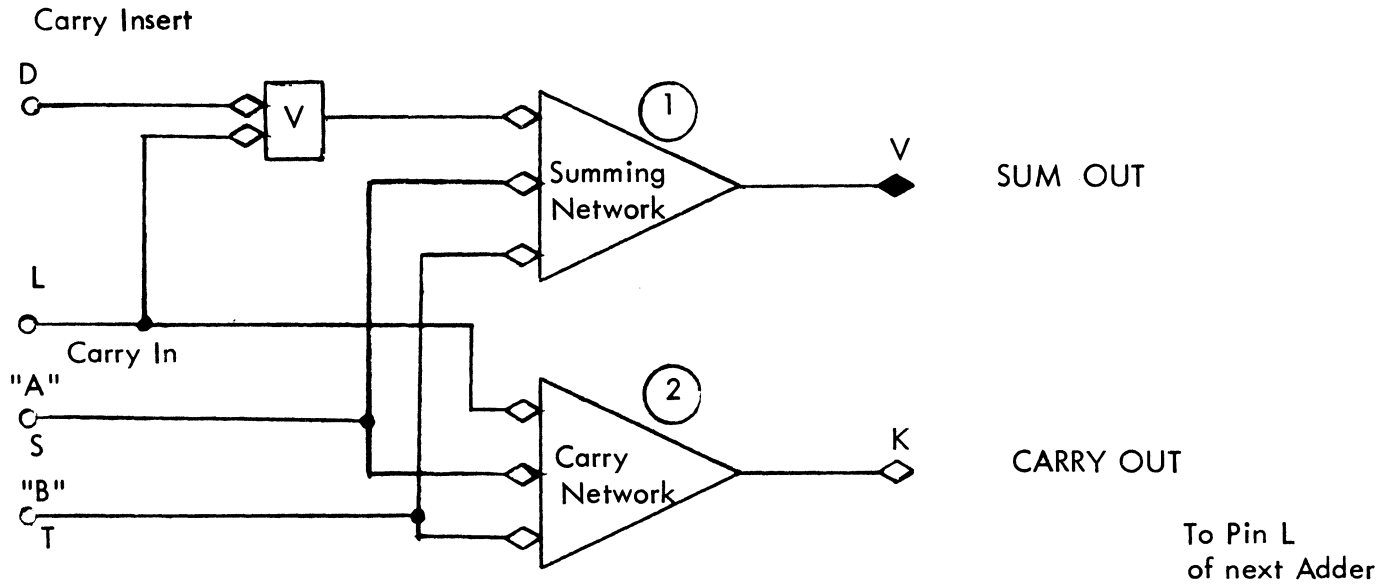 Carry Insert
D
V
1
Summing
Network
V
SUM OUT
L
Carry In
"A"
S
2
Carry
Network
K
CARRY OUT
"B"
T
To Pin L
of next Adder